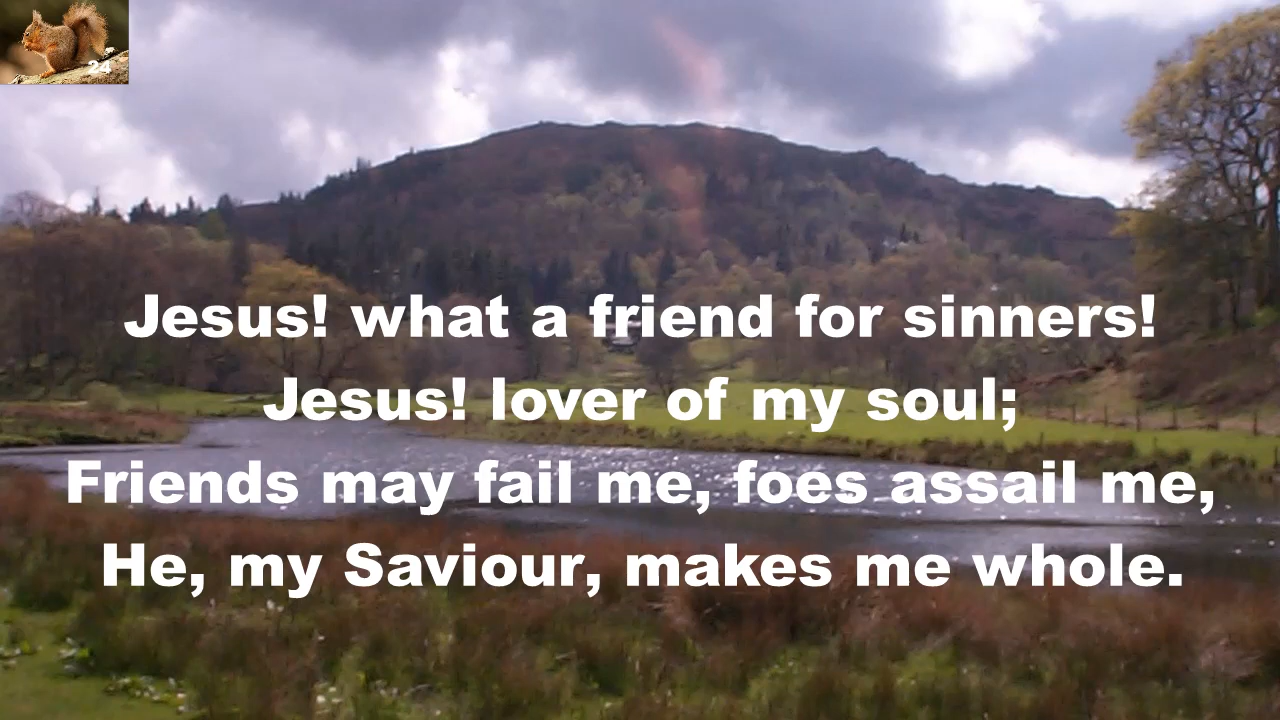 24
Jesus! what a friend for sinners!
Jesus! lover of my soul;
Friends may fail me, foes assail me,
He, my Saviour, makes me whole.